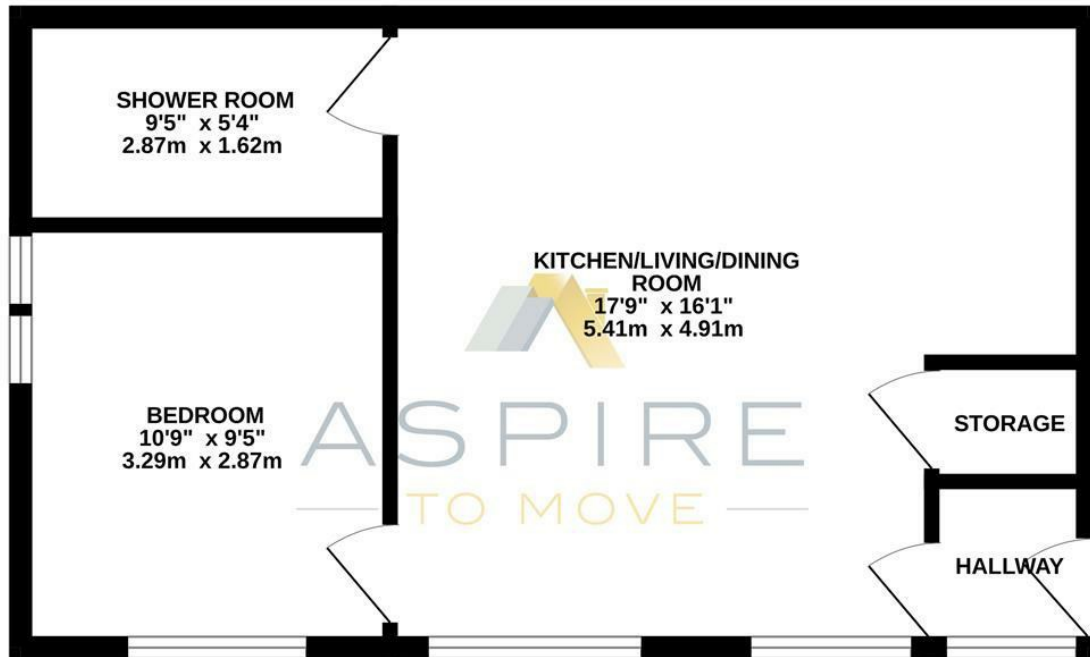 SHOWER ROOM
9'5" x 5'4"
2.87m x 1.62m
KITCHEN/LIVING/DINING
ROOM
17'9" x 16'1"
5.41m x 4.91m
BEDROOM
10'9" x 9'5"
3.29m x 2.87m
STORAGE
HALLWAY
ASPIRE
TO MOVE